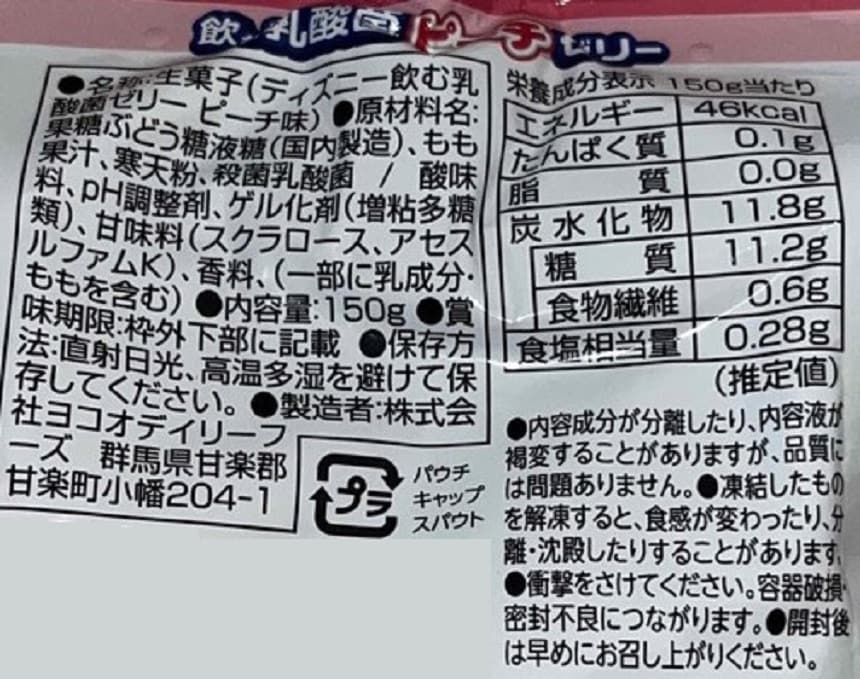 飲む乳酸菌ピーチゼリー
●名称:生菓子(ディズニー飲む乳
酸菌ゼリー ピーチ味) ●原材料名:
果糖ぶどう糖液糖(国内製造)、もも
果汁、寒天粉、殺菌乳酸菌 / 酸味
料、pH調整剤、ゲル化剤(増粘多糖
類)、甘味料(スクラロース、アセス
ルファムK)、香料、(一部に乳成分・
ももを含む) ●内容量:150g ●賞
味期限:枠外下部に記載 ●保存方
法:直射日光、高温多湿を避けて保
存してください。 ●製造者:株式会
社ヨコオデイリーフ
ーズ 群馬県甘楽郡
甘楽町小幡204-1
プラ
パウチ
キャップ
スパウト
栄養成分表示 150g当たり
エネルギー 46kcal
たんぱく質 0.1g
脂質 0.0g
炭水化物 11.8g
糖質 11.2g
食物繊維 0.6g
食塩相当量 0.28g
(推定値)
●内容成分が分離したり、内容液が
褐変することがありますが、品質に
は問題ありません。●凍結したもの
を解凍すると、食感が変わったり、分
離・沈殿したりすることがあります。
●衝撃をさけてください。容器破損・
密封不良につながります。●開封後
は早めにお召し上がりください。